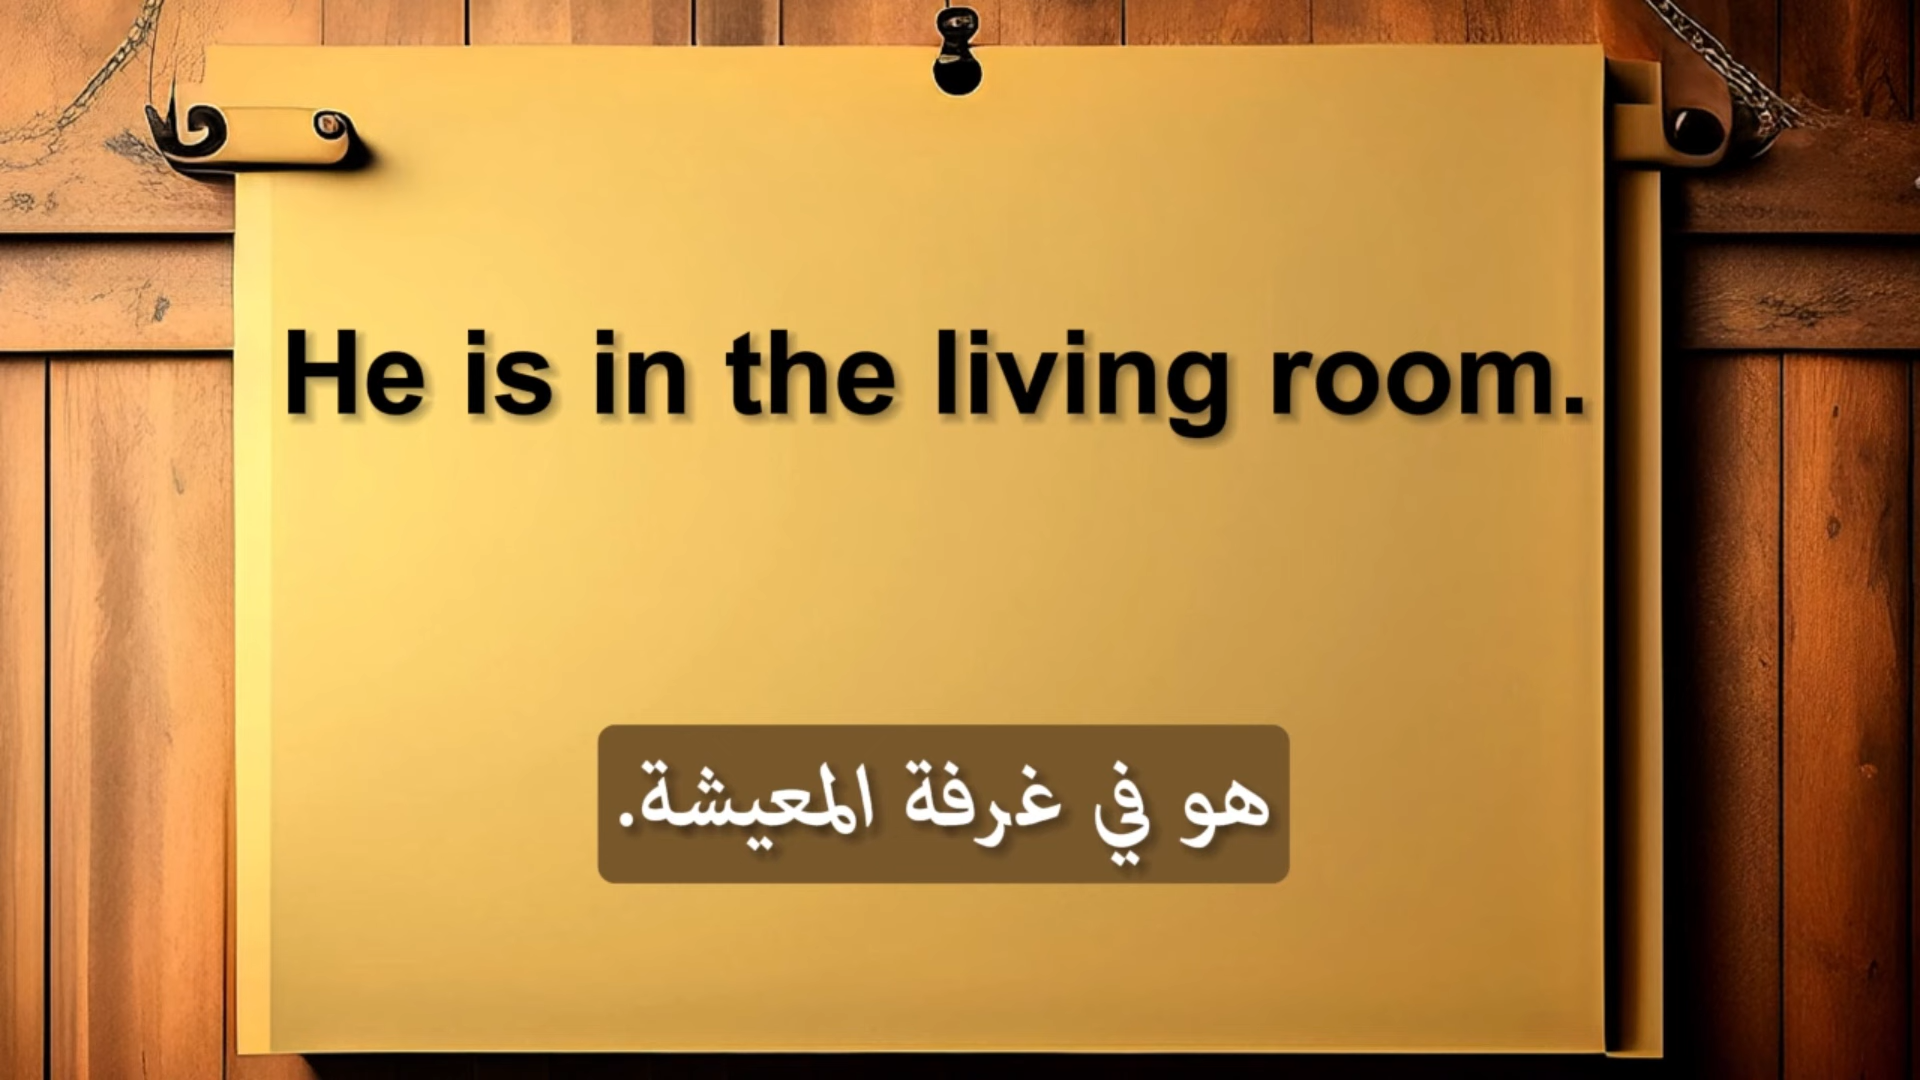 He is in the living room.
هو في غرفة المعيشة.